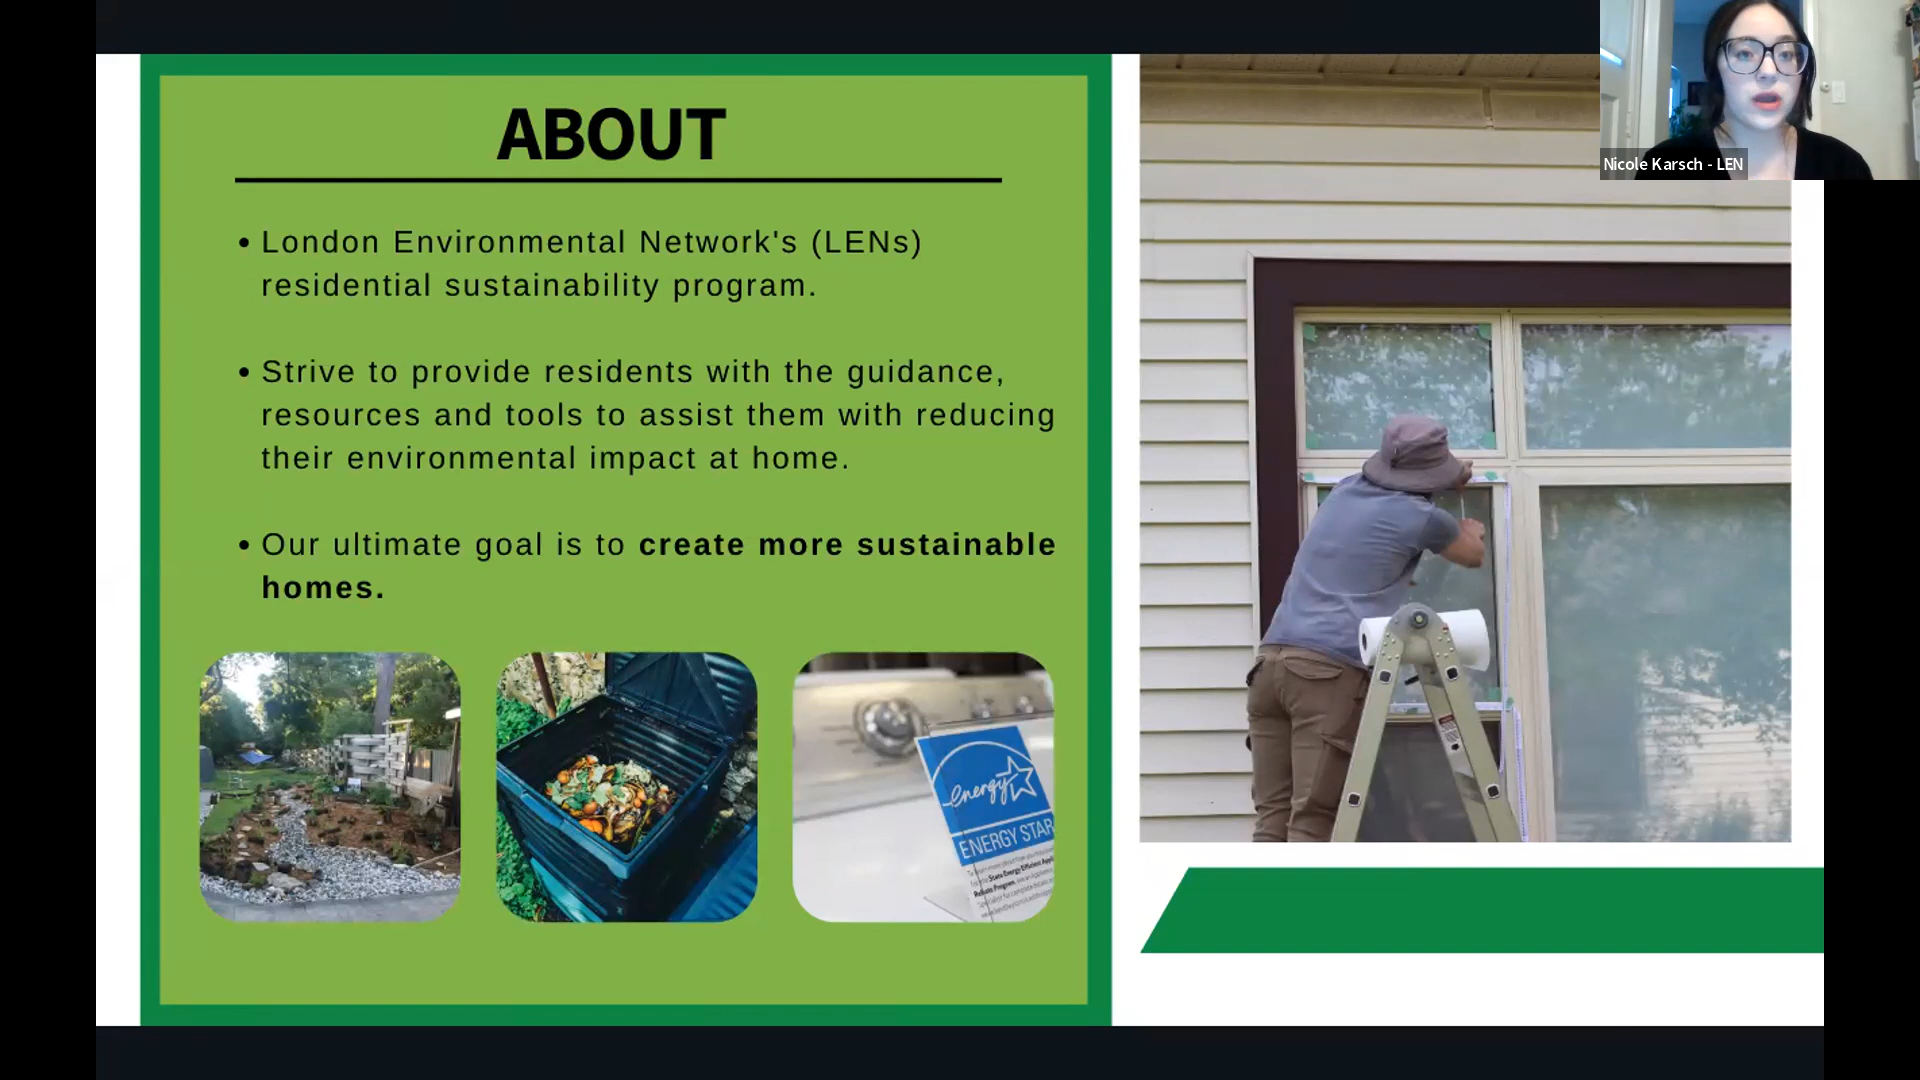 ABOUT
• London Environmental Network's (LENs)
residential sustainability program.
• Strive to provide residents with the guidance,
resources and tools to assist them with reducing
their environmental impact at home.
• Our ultimate goal is to create more sustainable
homes.
energy
ENERGY STAR
Nicole Karsch - LEN